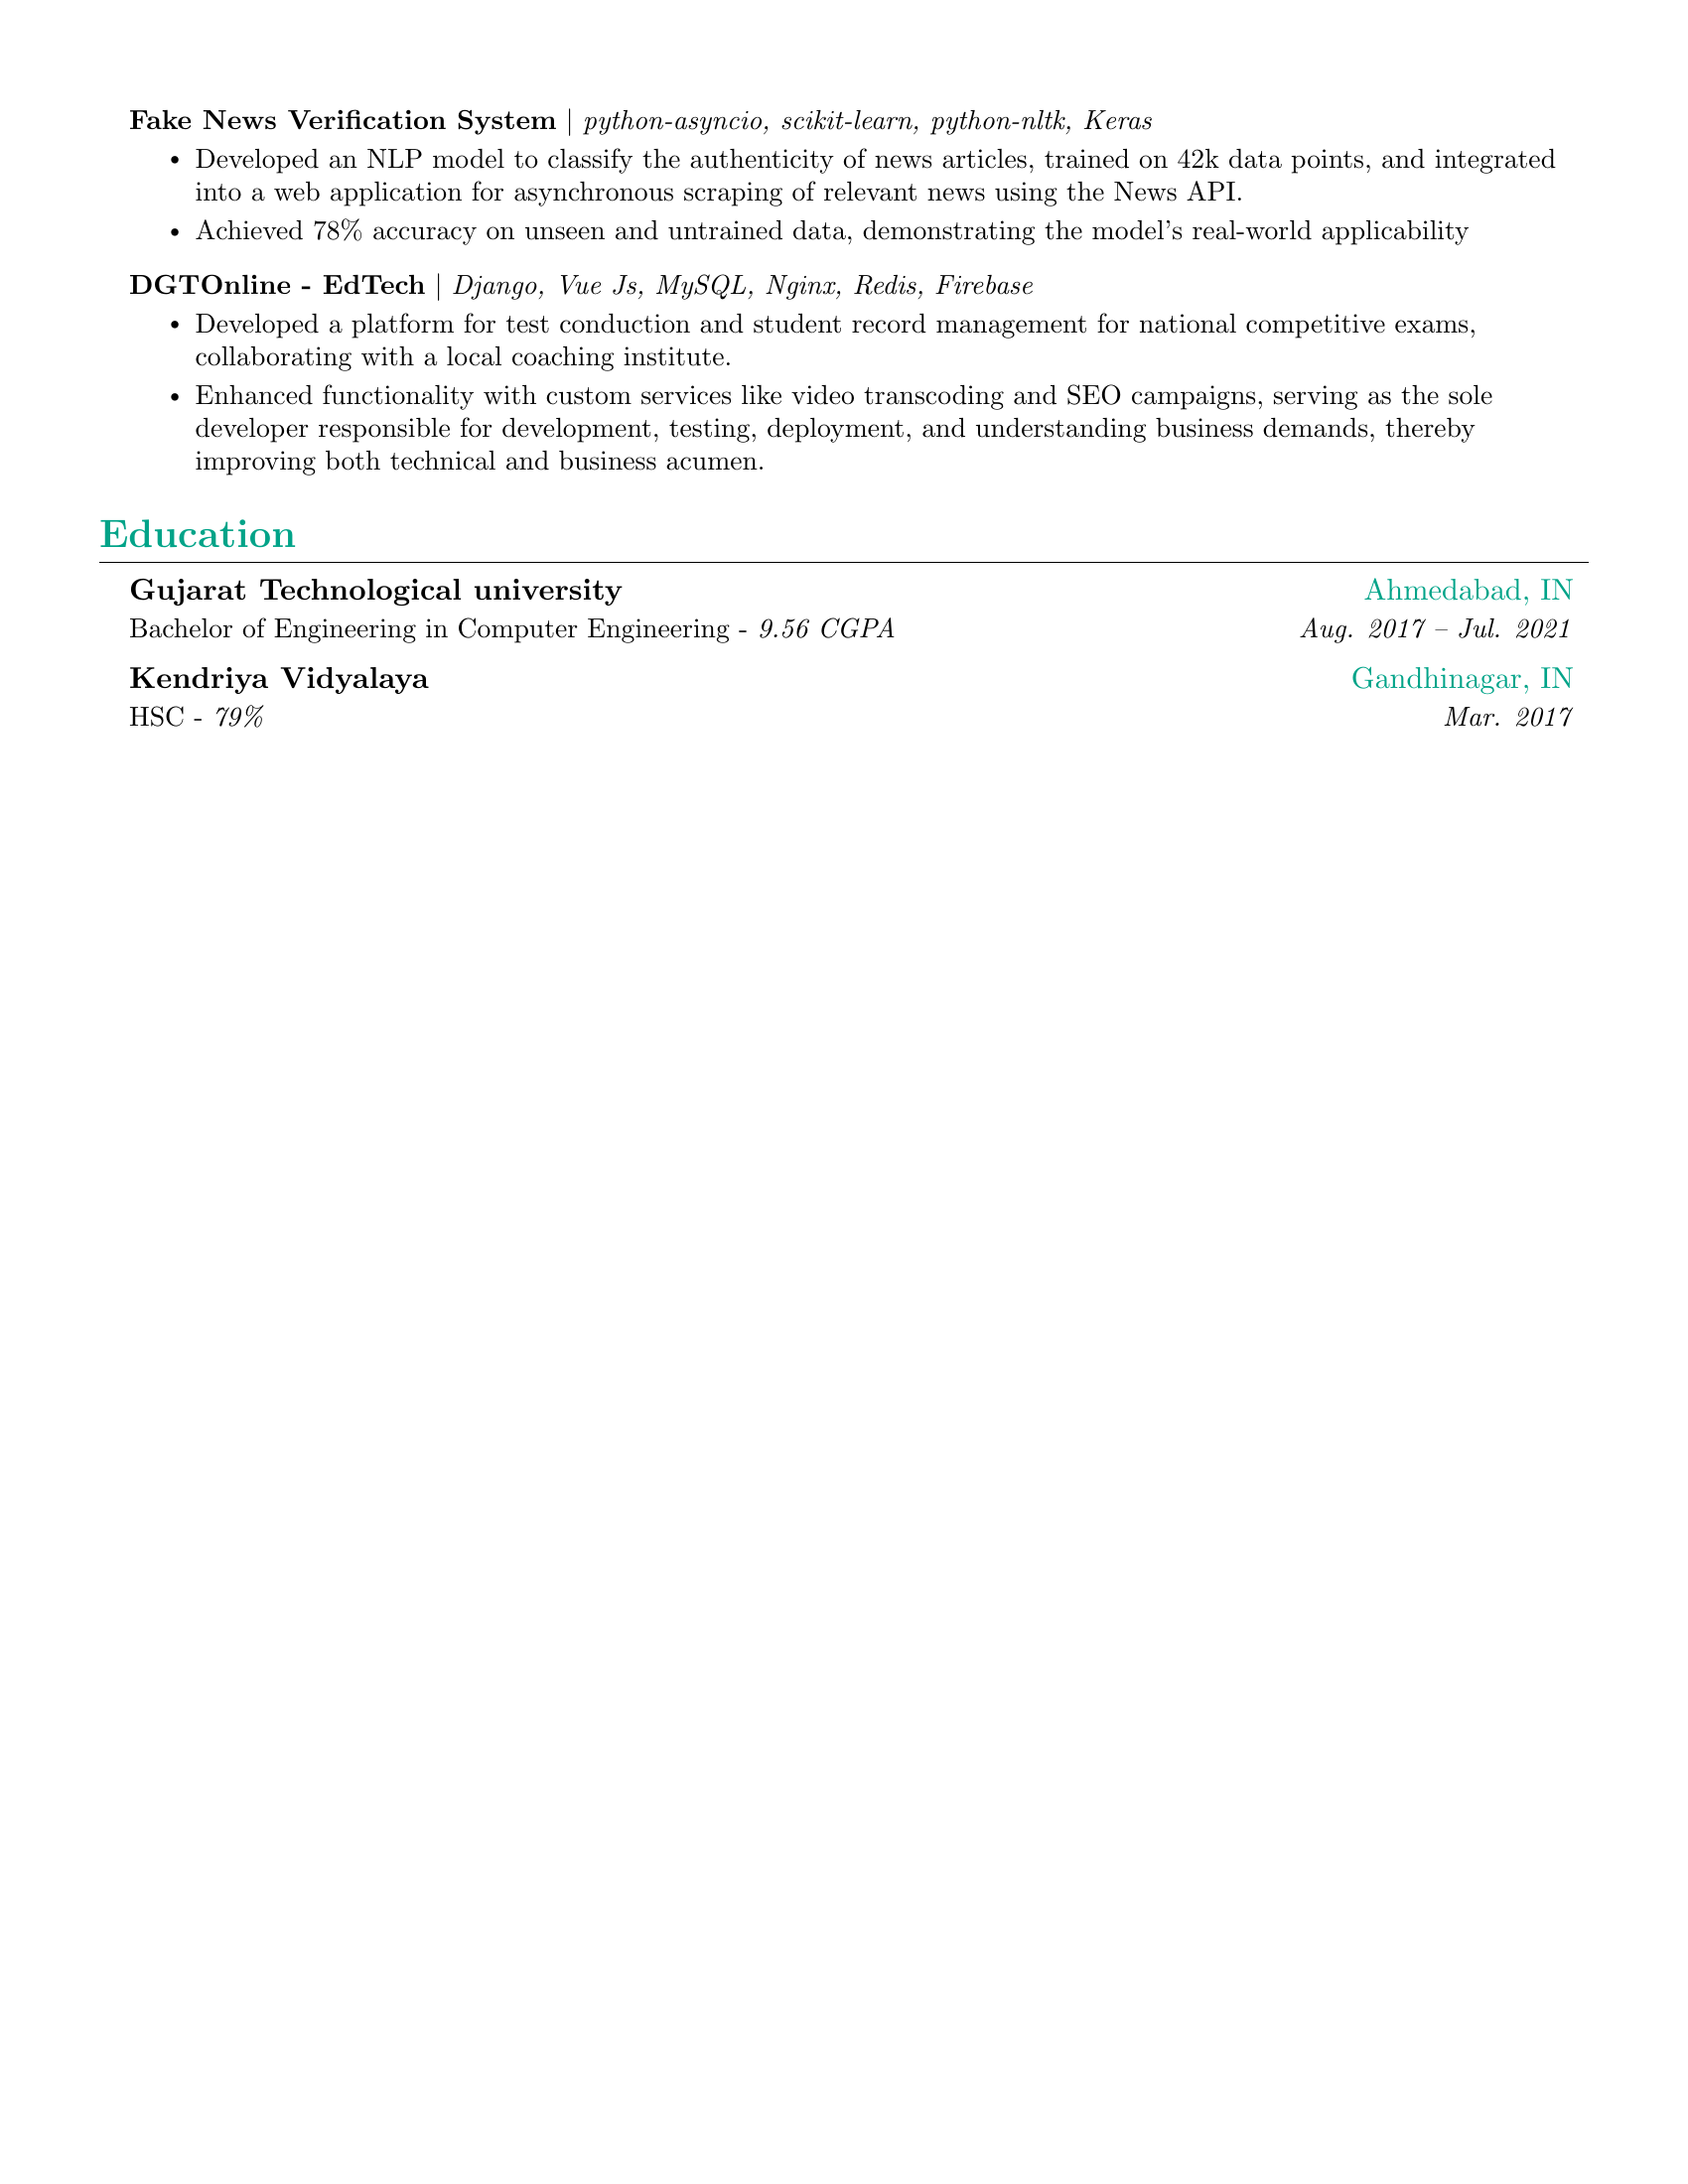 Fake News Verification System | python-asyncio, scikit-learn, python-nltk, Keras
• Developed an NLP model to classify the authenticity of news articles, trained on 42k data points, and integrated
into a web application for asynchronous scraping of relevant news using the News API.
• Achieved 78% accuracy on unseen and untrained data, demonstrating the model’s real-world applicability
DGTOnline - EdTech | Django, Vue Js, MySQL, Nginx, Redis, Firebase
• Developed a platform for test conduction and student record management for national competitive exams,
collaborating with a local coaching institute.
• Enhanced functionality with custom services like video transcoding and SEO campaigns, serving as the sole
developer responsible for development, testing, deployment, and understanding business demands, thereby
improving both technical and business acumen.
Education
Gujarat Technological university Ahmedabad, IN
Bachelor of Engineering in Computer Engineering - 9.56 CGPA Aug. 2017 – Jul. 2021
Kendriya Vidyalaya Gandhinagar, IN
HSC - 79% Mar. 2017